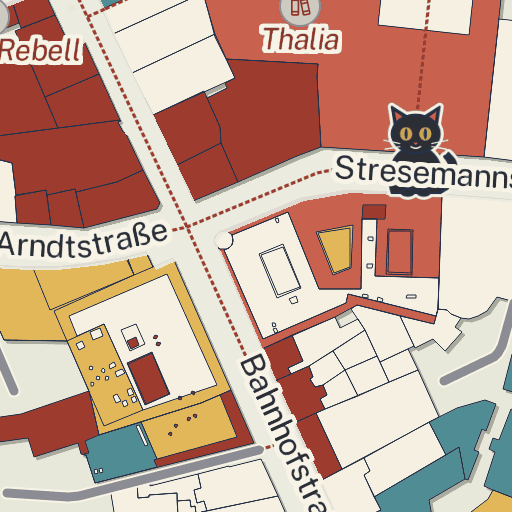 Thalia
Rebell
Stresemanns
Arndtstraße
Bahnhofstra